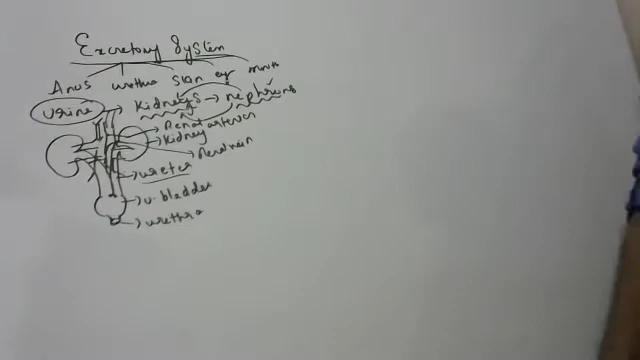 Excretory System
Anus urethra skin eye mouth
Urine → Kidneys → nephrons
→ Renal arteries
→ Kidney
→ Renal vein
→ ureter
→ u.bladder
→ urethra